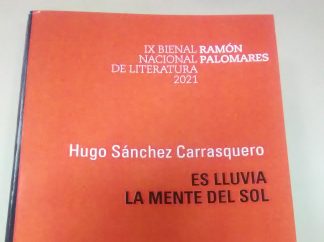 IX BIENAL RAMÓN
NACIONAL PALOMARES
DE LITERATURA
2021
Hugo Sánchez Carrasquero
ES LLUVIA
LA MENTE DEL SOL